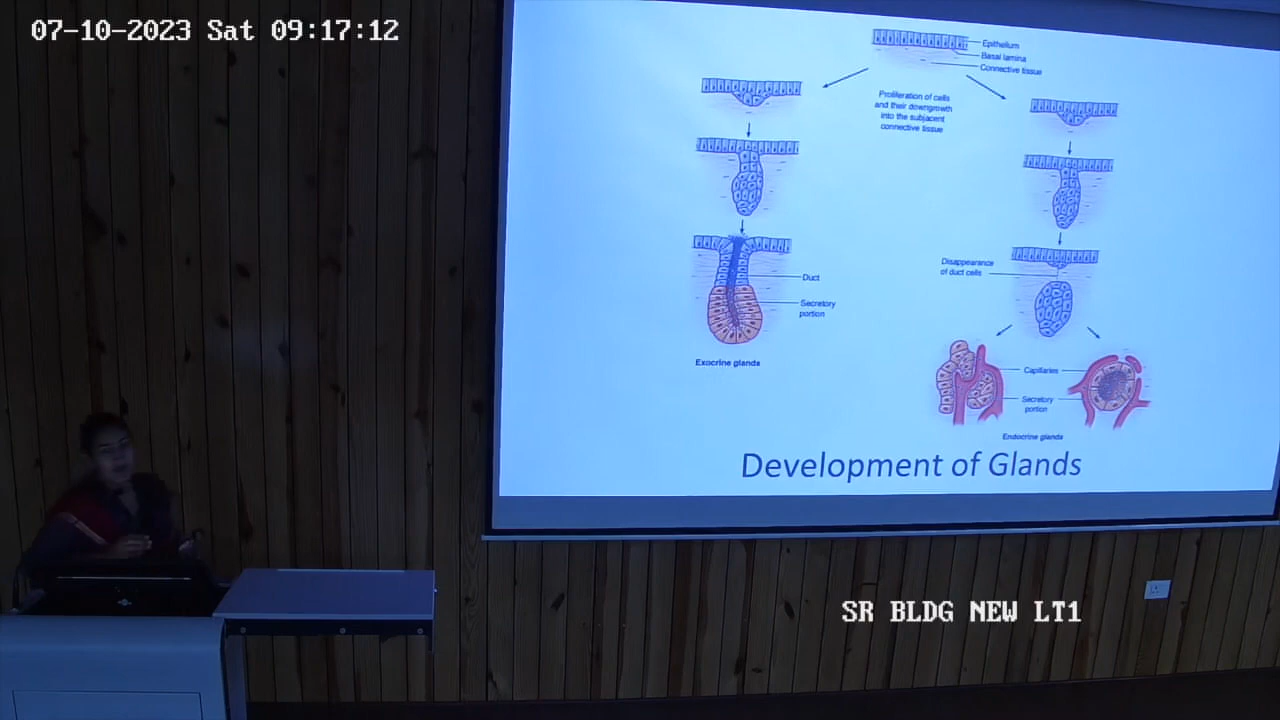 07-10-2023 Sat 09:17:12
Epithelium
Basal lamina
Connective tissue
Proliferation of cells
and their downgrowth
into the subjacent
connective tissue
Disappearance
of duct cells
Duct
Secretory
portion
Exocrine glands
Capillaries
Secretory
portion
Endocrine glands
Development of Glands
SR BLDG NEW LT1